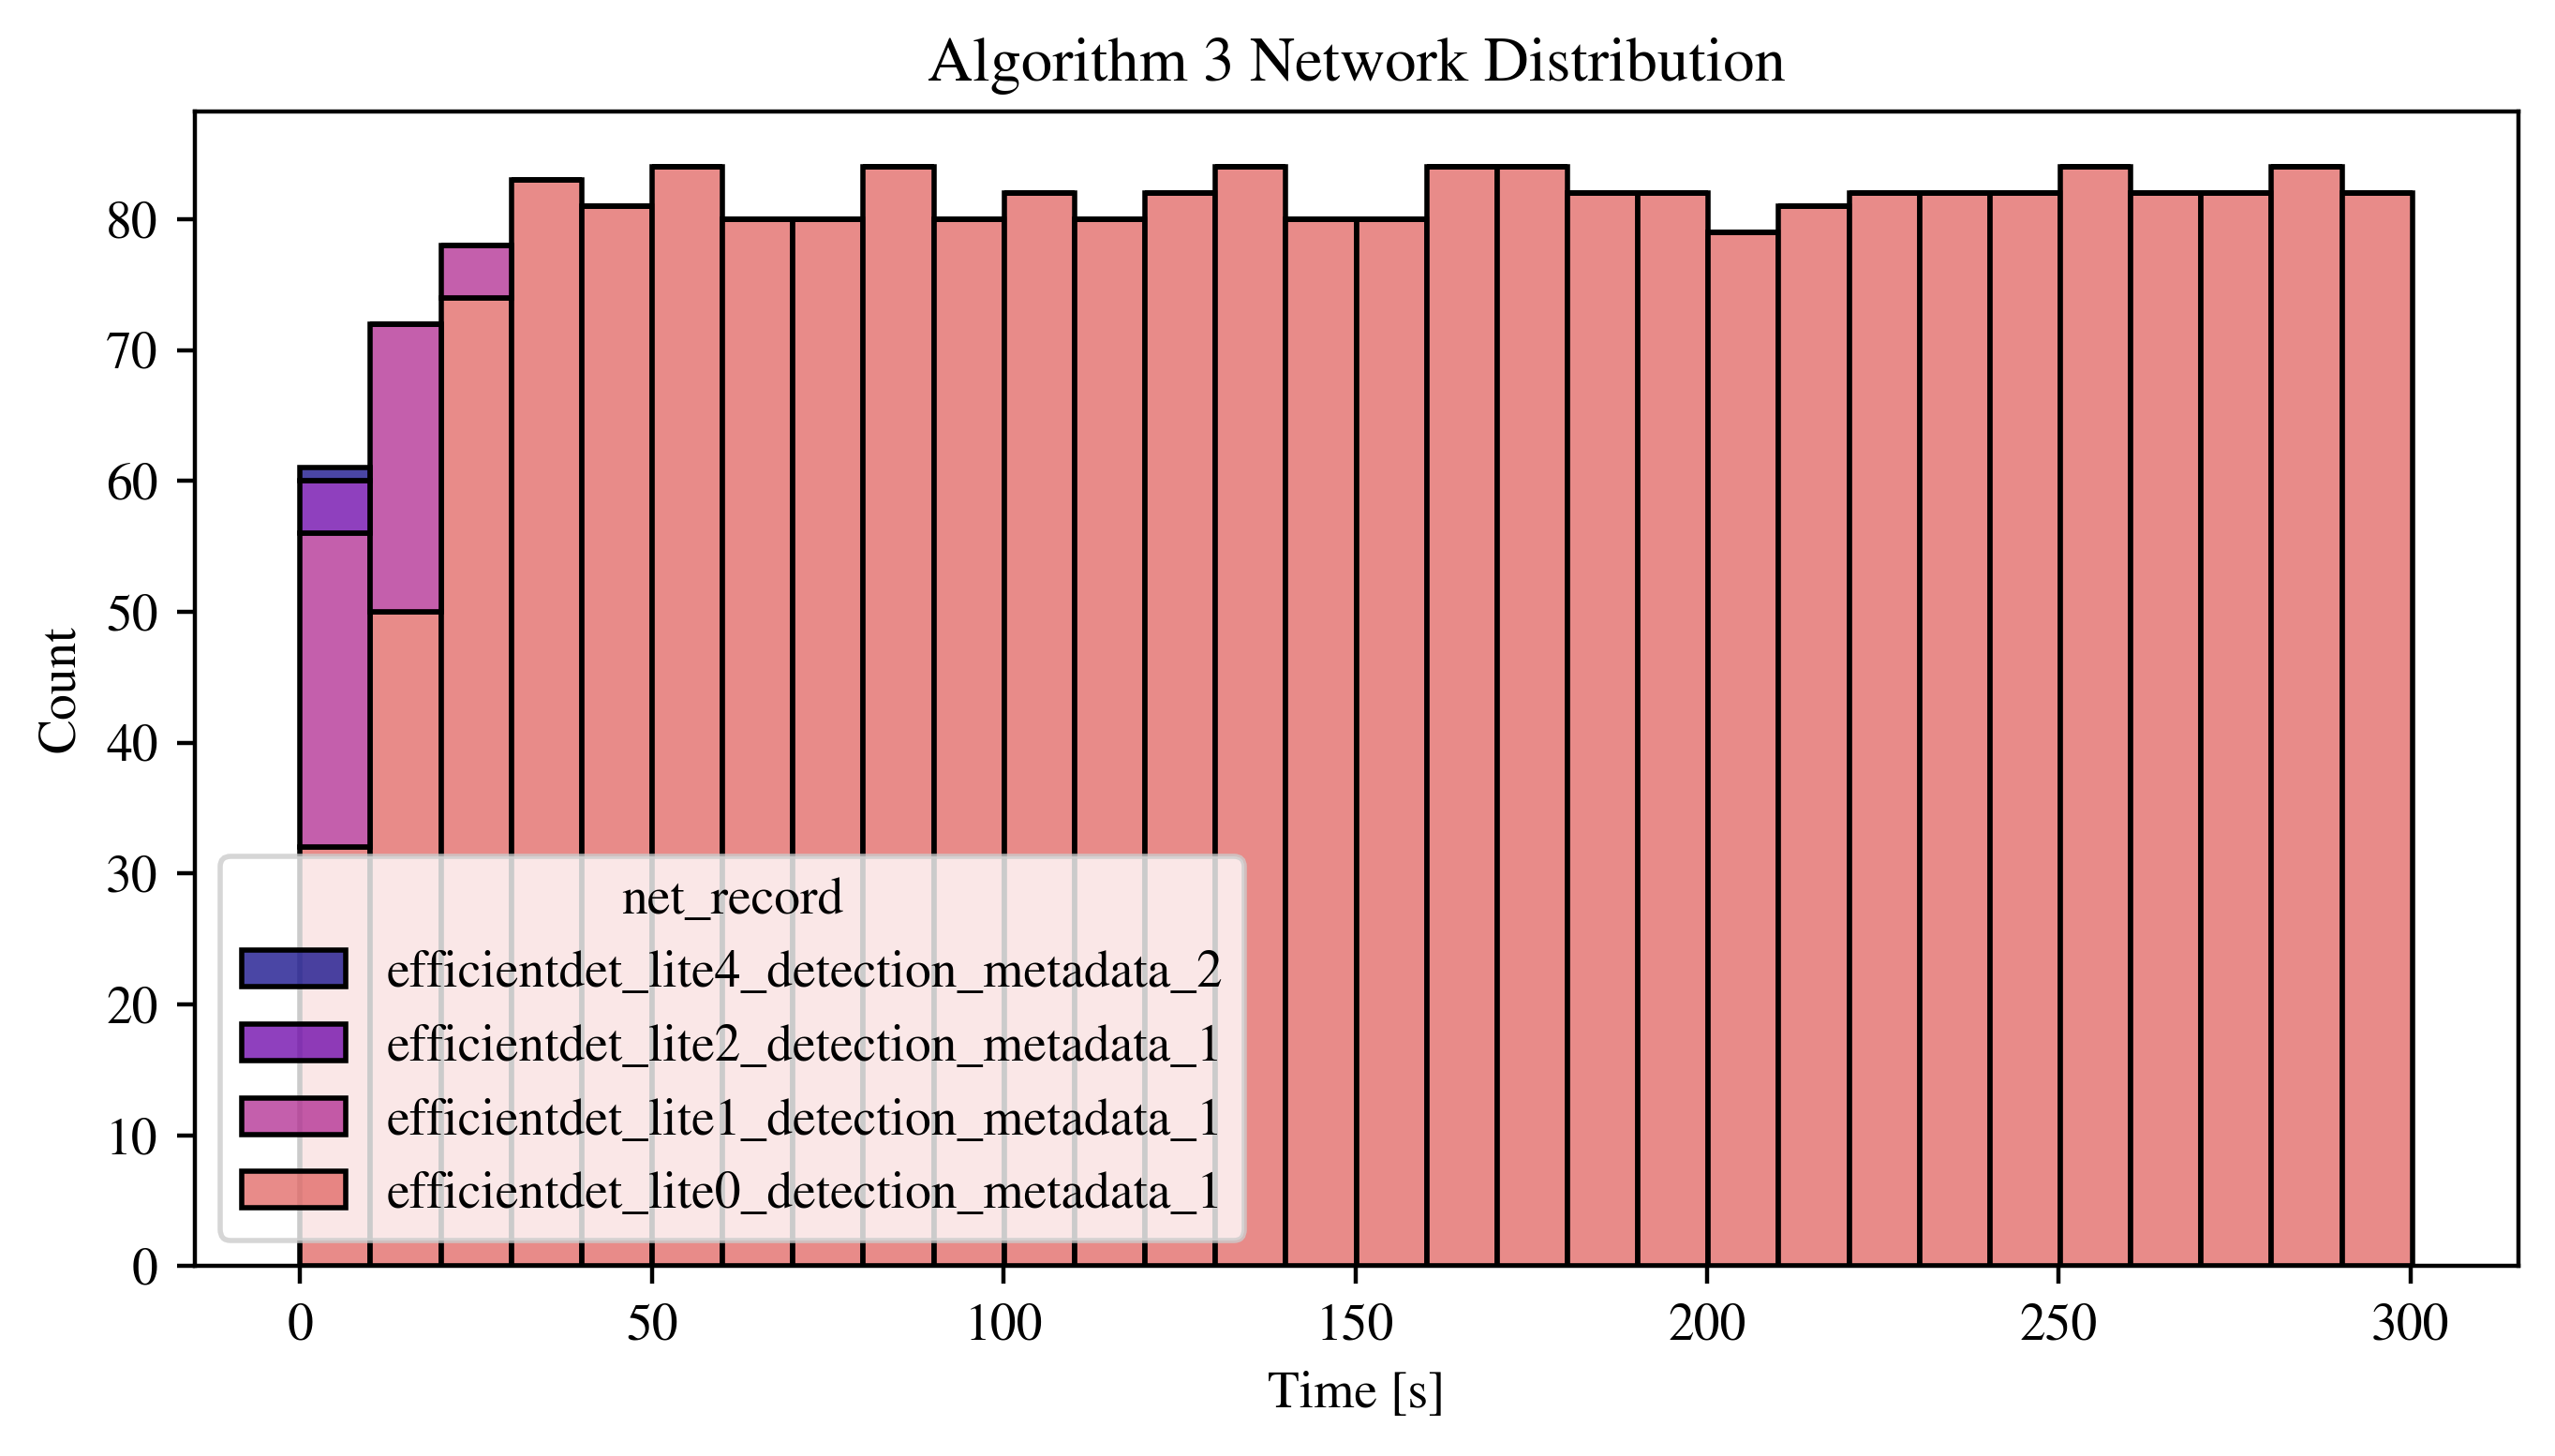 Algorithm 3 Network Distribution
80
70
60
50
40
30
20
10
0
Count
net_record
efficientdet_lite4_detection_metadata_2
efficientdet_lite2_detection_metadata_1
efficientdet_lite1_detection_metadata_1
efficientdet_lite0_detection_metadata_1
0 50 100 150 200 250 300
Time [s]